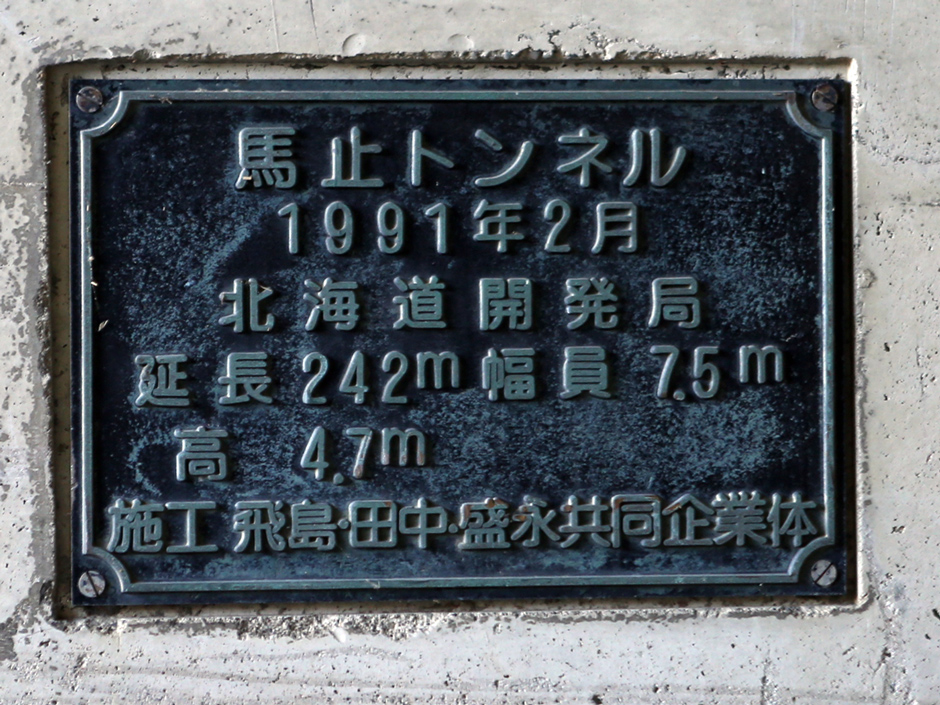 馬止トンネル
1991年2月
北海道開発局
延長 242m 幅員 7.5m
高 4.7m
施工 飛島・田中・盛永共同企業体